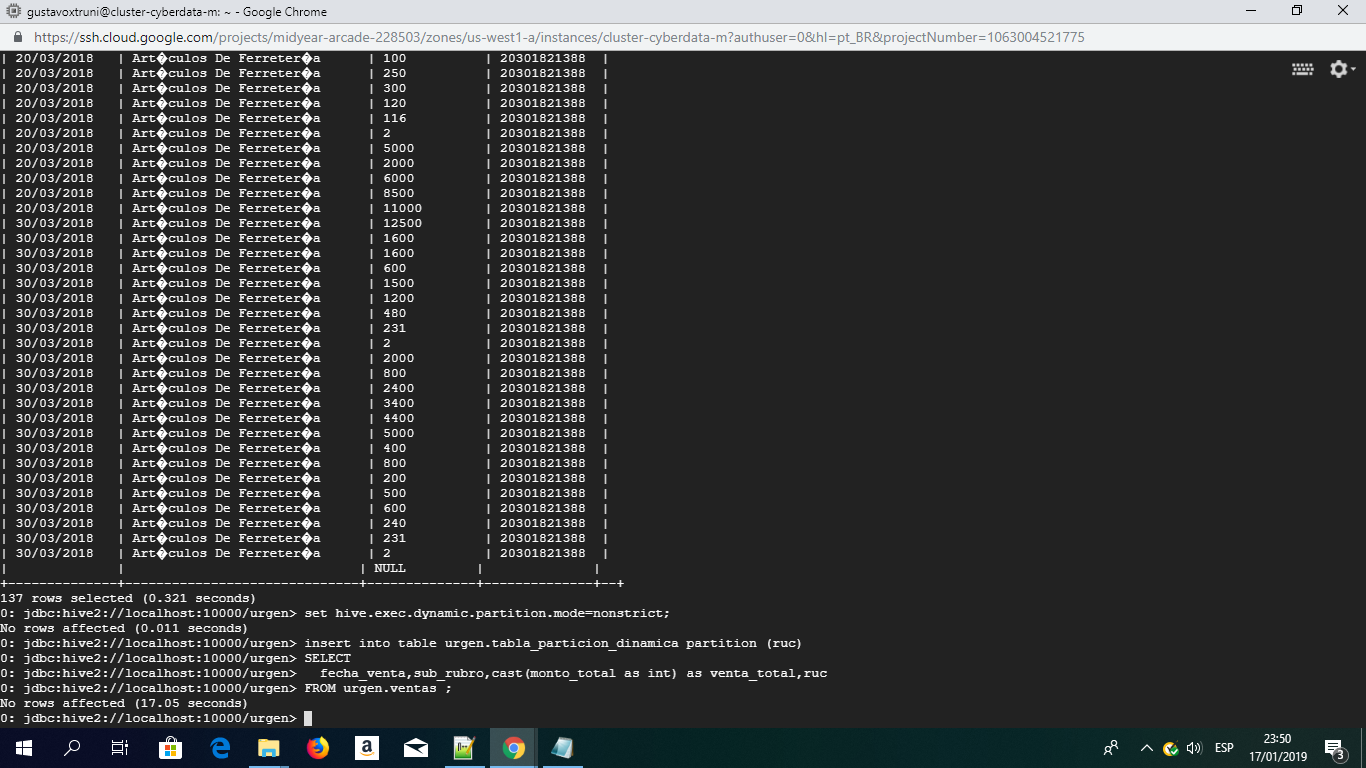 gustavoxtruni@cluster-cyberdata-m: ~ - Google Chrome
https://ssh.cloud.google.com/projects/midyear-arcade-228503/zones/us-west1-a/instances/cluster-cyberdata-m?authuser=0&hl=pt_BR&projectNumber=1063004521775
| 20/03/2018 | Art�culos De Ferreter�a | 100 | 20301821388 |
| 20/03/2018 | Art�culos De Ferreter�a | 250 | 20301821388 |
| 20/03/2018 | Art�culos De Ferreter�a | 300 | 20301821388 |
| 20/03/2018 | Art�culos De Ferreter�a | 120 | 20301821388 |
| 20/03/2018 | Art�culos De Ferreter�a | 116 | 20301821388 |
| 20/03/2018 | Art�culos De Ferreter�a | 2 | 20301821388 |
| 20/03/2018 | Art�culos De Ferreter�a | 5000 | 20301821388 |
| 20/03/2018 | Art�culos De Ferreter�a | 2000 | 20301821388 |
| 20/03/2018 | Art�culos De Ferreter�a | 6000 | 20301821388 |
| 20/03/2018 | Art�culos De Ferreter�a | 8500 | 20301821388 |
| 20/03/2018 | Art�culos De Ferreter�a | 11000 | 20301821388 |
| 30/03/2018 | Art�culos De Ferreter�a | 12500 | 20301821388 |
| 30/03/2018 | Art�culos De Ferreter�a | 1600 | 20301821388 |
| 30/03/2018 | Art�culos De Ferreter�a | 1600 | 20301821388 |
| 30/03/2018 | Art�culos De Ferreter�a | 600 | 20301821388 |
| 30/03/2018 | Art�culos De Ferreter�a | 1500 | 20301821388 |
| 30/03/2018 | Art�culos De Ferreter�a | 1200 | 20301821388 |
| 30/03/2018 | Art�culos De Ferreter�a | 480 | 20301821388 |
| 30/03/2018 | Art�culos De Ferreter�a | 231 | 20301821388 |
| 30/03/2018 | Art�culos De Ferreter�a | 2 | 20301821388 |
| 30/03/2018 | Art�culos De Ferreter�a | 2000 | 20301821388 |
| 30/03/2018 | Art�culos De Ferreter�a | 800 | 20301821388 |
| 30/03/2018 | Art�culos De Ferreter�a | 2400 | 20301821388 |
| 30/03/2018 | Art�culos De Ferreter�a | 3400 | 20301821388 |
| 30/03/2018 | Art�culos De Ferreter�a | 4400 | 20301821388 |
| 30/03/2018 | Art�culos De Ferreter�a | 5000 | 20301821388 |
| 30/03/2018 | Art�culos De Ferreter�a | 400 | 20301821388 |
| 30/03/2018 | Art�culos De Ferreter�a | 800 | 20301821388 |
| 30/03/2018 | Art�culos De Ferreter�a | 200 | 20301821388 |
| 30/03/2018 | Art�culos De Ferreter�a | 500 | 20301821388 |
| 30/03/2018 | Art�culos De Ferreter�a | 600 | 20301821388 |
| 30/03/2018 | Art�culos De Ferreter�a | 240 | 20301821388 |
| 30/03/2018 | Art�culos De Ferreter�a | 231 | 20301821388 |
| 30/03/2018 | Art�culos De Ferreter�a | 2 | 20301821388 |
| | | NULL | |
+--------------+------------------------------+--------------+--------------+--+
137 rows selected (0.321 seconds)
0: jdbc:hive2://localhost:10000/urgen> set hive.exec.dynamic.partition.mode=nonstrict;
No rows affected (0.011 seconds)
0: jdbc:hive2://localhost:10000/urgen> insert into table urgen.tabla_particion_dinamica partition (ruc)
0: jdbc:hive2://localhost:10000/urgen> SELECT
0: jdbc:hive2://localhost:10000/urgen> fecha_venta,sub_rubro,cast(monto_total as int) as venta_total,ruc
0: jdbc:hive2://localhost:10000/urgen> FROM urgen.ventas ;
No rows affected (17.05 seconds)
0: jdbc:hive2://localhost:10000/urgen>
ESP
23:50
17/01/2019
3